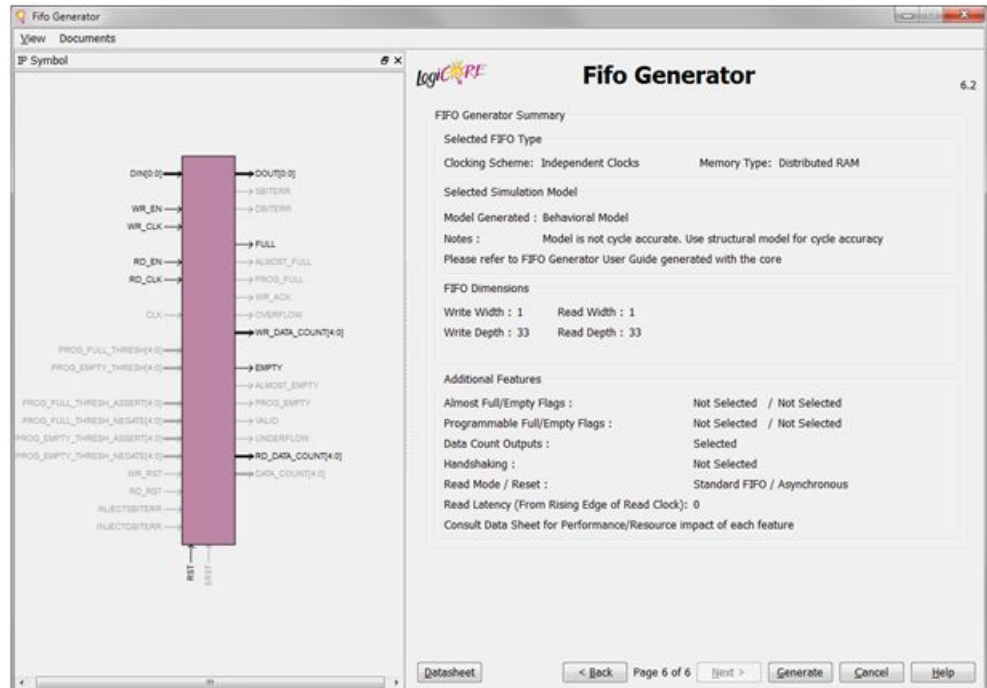 Fifo Generator
View Documents
IP Symbol
DIN[0:0]
WR_EN
WR_CLK
RD_EN
RD_CLK
CLK
PROG_FULL_THRESH[4:0]
PROG_EMPTY_THRESH[4:0]
PROG_FULL_THRESH_ASSERT[4:0]
PROG_FULL_THRESH_NEGATE[4:0]
PROG_EMPTY_THRESH_ASSERT[4:0]
PROG_EMPTY_THRESH_NEGATE[4:0]
WR_RST
RD_RST
INJECTSBITERR
INJECTDBITERR
RST
SRST
DOUT[0:0]
SBITERR
DBITERR
FULL
ALMOST_FULL
PROG_FULL
WR_ACK
OVERFLOW
WR_DATA_COUNT[4:0]
EMPTY
ALMOST_EMPTY
PROG_EMPTY
VALID
UNDERFLOW
RD_DATA_COUNT[4:0]
DATA_COUNT[4:0]
LogiCORE
Fifo Generator
6.2
FIFO Generator Summary
Selected FIFO Type
Clocking Scheme: Independent Clocks Memory Type: Distributed RAM
Selected Simulation Model
Model Generated : Behavioral Model
Notes : Model is not cycle accurate. Use structural model for cycle accuracy
Please refer to FIFO Generator User Guide generated with the core
FIFO Dimensions
Write Width : 1 Read Width : 1
Write Depth : 33 Read Depth : 33
Additional Features
Almost Full/Empty Flags : Not Selected / Not Selected
Programmable Full/Empty Flags : Not Selected / Not Selected
Data Count Outputs : Selected
Handshaking : Not Selected
Read Mode / Reset : Standard FIFO / Asynchronous
Read Latency (From Rising Edge of Read Clock): 0
Consult Data Sheet for Performance/Resource impact of each feature
Datasheet < Back Page 6 of 6 Next > Generate Cancel Help